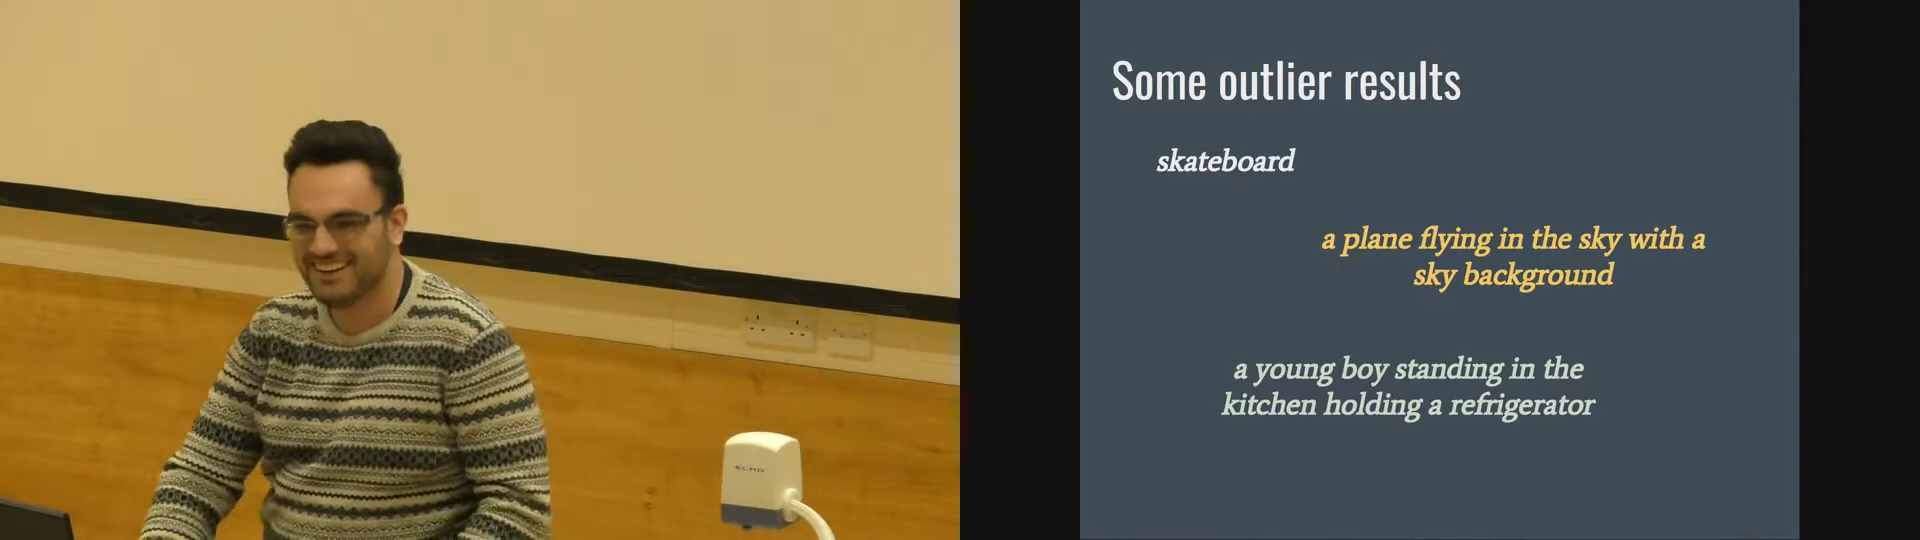 ELMO
Some outlier results
skateboard
a plane flying in the sky with a
sky background
a young boy standing in the
kitchen holding a refrigerator